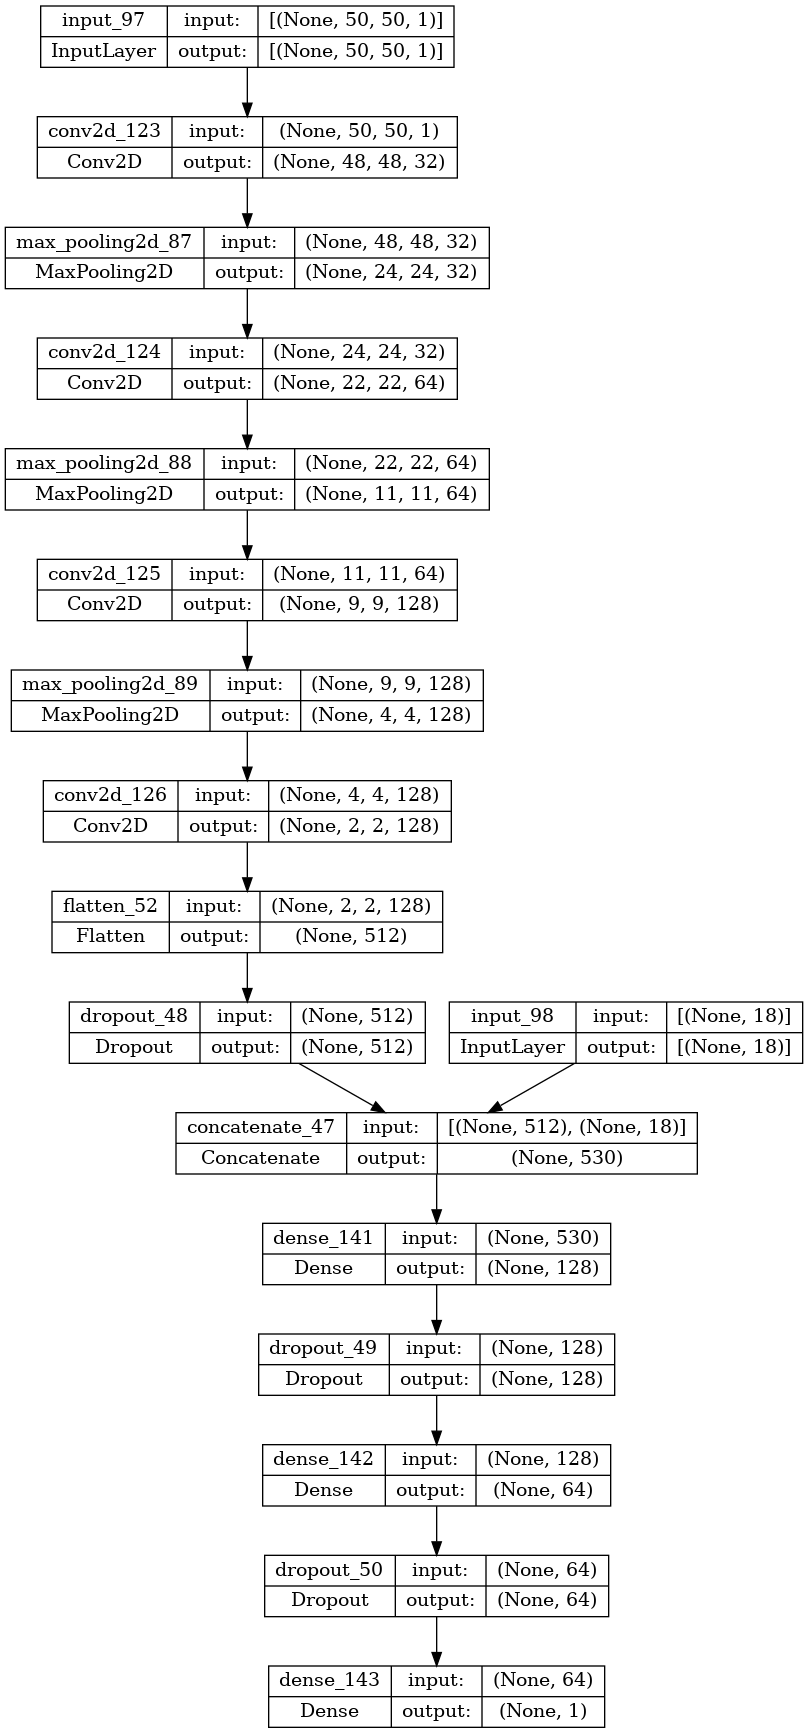 input_97 input: [(None, 50, 50, 1)]
InputLayer output: [(None, 50, 50, 1)]
conv2d_123 input: (None, 50, 50, 1)
Conv2D output: (None, 48, 48, 32)
max_pooling2d_87 input: (None, 48, 48, 32)
MaxPooling2D output: (None, 24, 24, 32)
conv2d_124 input: (None, 24, 24, 32)
Conv2D output: (None, 22, 22, 64)
max_pooling2d_88 input: (None, 22, 22, 64)
MaxPooling2D output: (None, 11, 11, 64)
conv2d_125 input: (None, 11, 11, 64)
Conv2D output: (None, 9, 9, 128)
max_pooling2d_89 input: (None, 9, 9, 128)
MaxPooling2D output: (None, 4, 4, 128)
conv2d_126 input: (None, 4, 4, 128)
Conv2D output: (None, 2, 2, 128)
flatten_52 input: (None, 2, 2, 128)
Flatten output: (None, 512)
dropout_48 input: (None, 512)
Dropout output: (None, 512)
input_98 input: [(None, 18)]
InputLayer output: [(None, 18)]
concatenate_47 input: [(None, 512), (None, 18)]
Concatenate output: (None, 530)
dense_141 input: (None, 530)
Dense output: (None, 128)
dropout_49 input: (None, 128)
Dropout output: (None, 128)
dense_142 input: (None, 128)
Dense output: (None, 64)
dropout_50 input: (None, 64)
Dropout output: (None, 64)
dense_143 input: (None, 64)
Dense output: (None, 1)